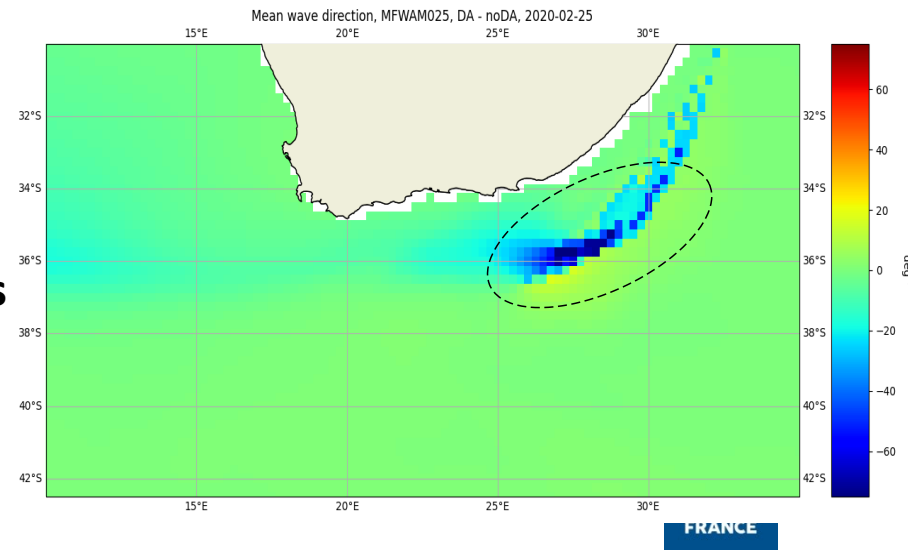 Mean wave direction, MFWAM025, DA - noDA, 2020-02-25
15°E 20°E 25°E 30°E
32°S 32°S
34°S 34°S
36°S 36°S
38°S 38°S
40°S 40°S
42°S 42°S
15°E 20°E 25°E 30°E
60
40
20
0
−20
−40
−60
deg
s
FRANCE